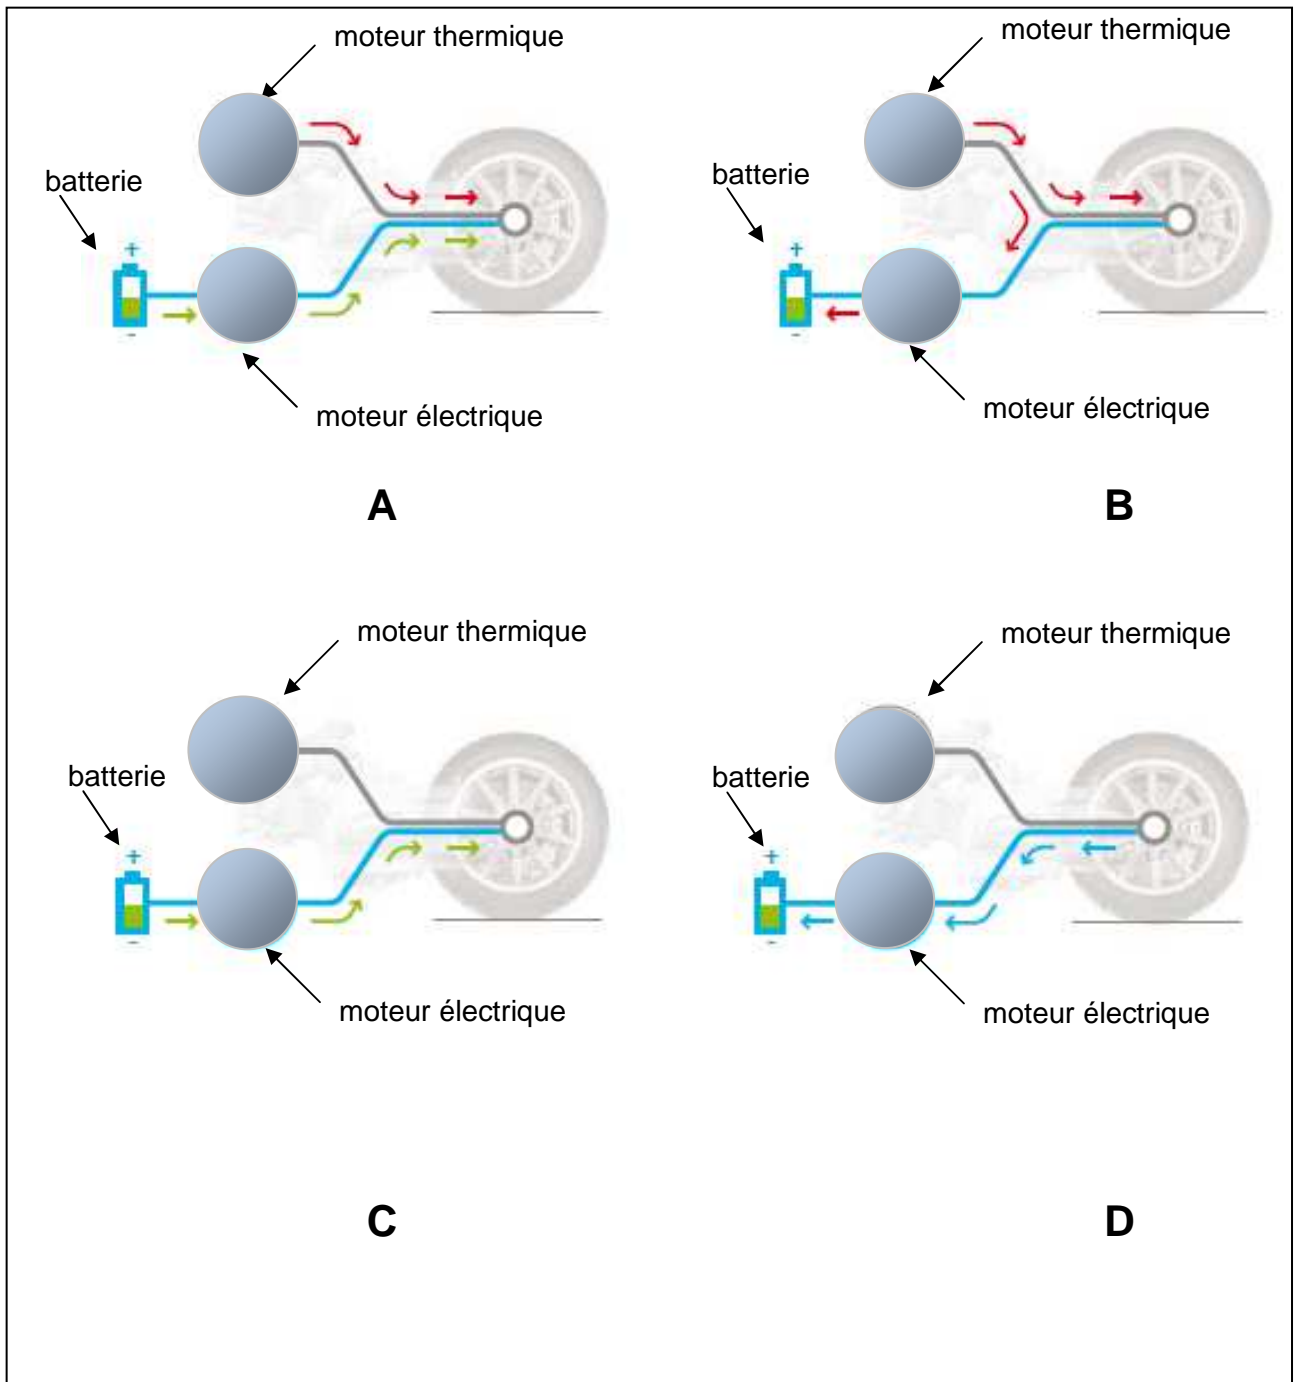 moteur thermique
batterie
+
-
moteur électrique
A
moteur thermique
batterie
+
-
moteur électrique
B
moteur thermique
batterie
+
-
moteur électrique
C
moteur thermique
batterie
+
-
moteur électrique
D